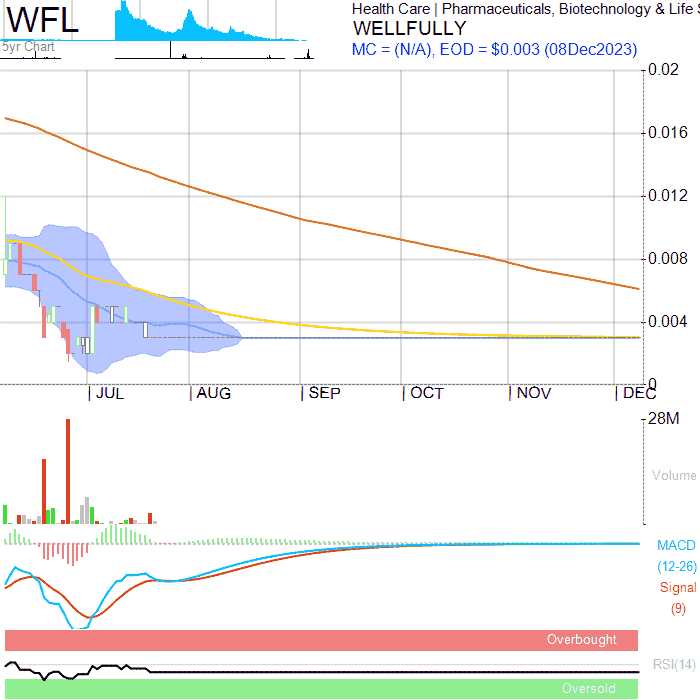 WFL
5yr Chart
Health Care | Pharmaceuticals, Biotechnology & Life S
WELLFULLY
MC = (N/A), EOD = $0.003 (08Dec2023)
0.02
0.016
0.012
0.008
0.004
0
JUL AUG SEP OCT NOV DEC
28M
Volume
MACD
(12-26)
Signal
(9)
Overbought
RSI(14)
Oversold